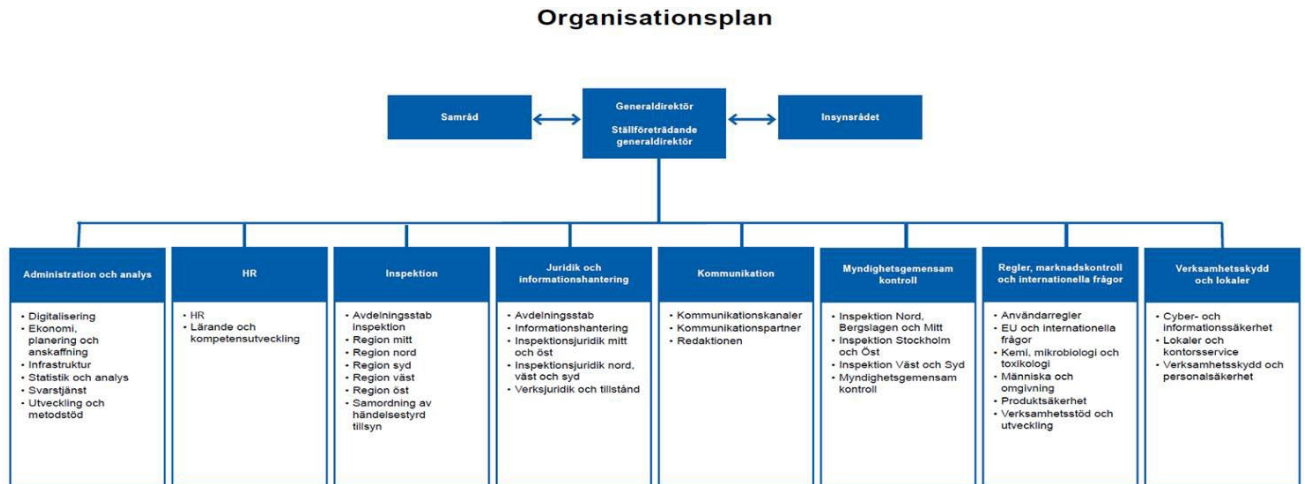 Organisationsplan
Samråd
Generaldirektör
Ställföreträdande
generaldirektör
Insynsrådet
Administration och analys
• Digitalisering
• Ekonomi,
planering och
anskaffning
• Infrastruktur
• Statistik och analys
• Svarstjänst
• Utveckling och
metodstöd
HR
• HR
• Lärande och
kompetensutveckling
Inspektion
• Avdelningsstab
inspektion
• Region mitt
• Region nord
• Region syd
• Region väst
• Region öst
• Samordning av
händelsestyrd
tillsyn
Juridik och
informationshantering
• Avdelningsstab
• Informationshantering
• Inspektionsjuridik mitt
och öst
• Inspektionsjuridik nord,
väst och syd
• Verksjuridik och tillstånd
Kommunikation
• Kommunikationskanaler
• Kommunikationspartner
• Redaktionen
Myndighetsgemensam
kontroll
• Inspektion Nord,
Bergslagen och Mitt
• Inspektion Stockholm
och Öst
• Inspektion Väst och Syd
• Myndighetsgemensam
kontroll
Regler, marknadskontroll
och internationella frågor
• Användarregler
• EU och internationella
frågor
• Kemi, mikrobiologi och
toxikologi
• Människa och
omgivning
• Produktsäkerhet
• Verksamhetsstöd och
utveckling
Verksamhetsskydd
och lokaler
• Cyber- och
informationssäkerhet
• Lokaler och
kontorsservice
• Verksamhetsskydd och
personalsäkerhet